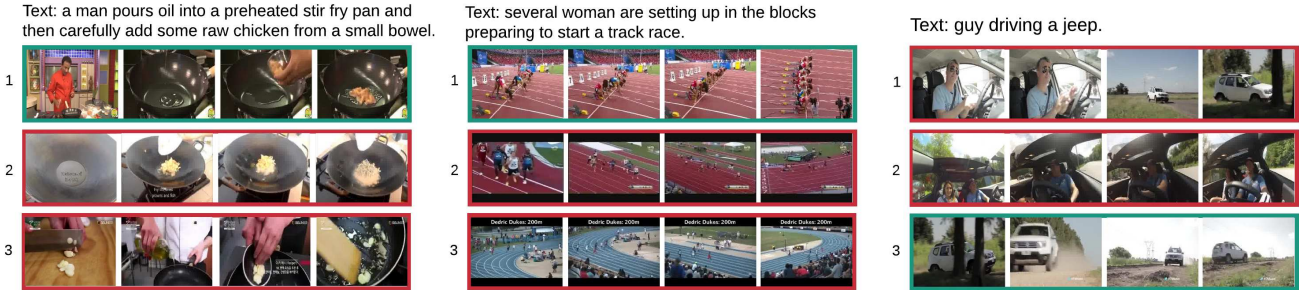 Text: a man pours oil into a preheated stir fry pan and
then carefully add some raw chicken from a small bowel.
1
2
3
Text: several woman are setting up in the blocks
preparing to start a track race.
1
2
Dedric Dukes: 200m
Dedric Dukes: 200m
Dedric Dukes: 200m
Dedric Dukes: 200m
3
Text: guy driving a jeep.
1
2
3